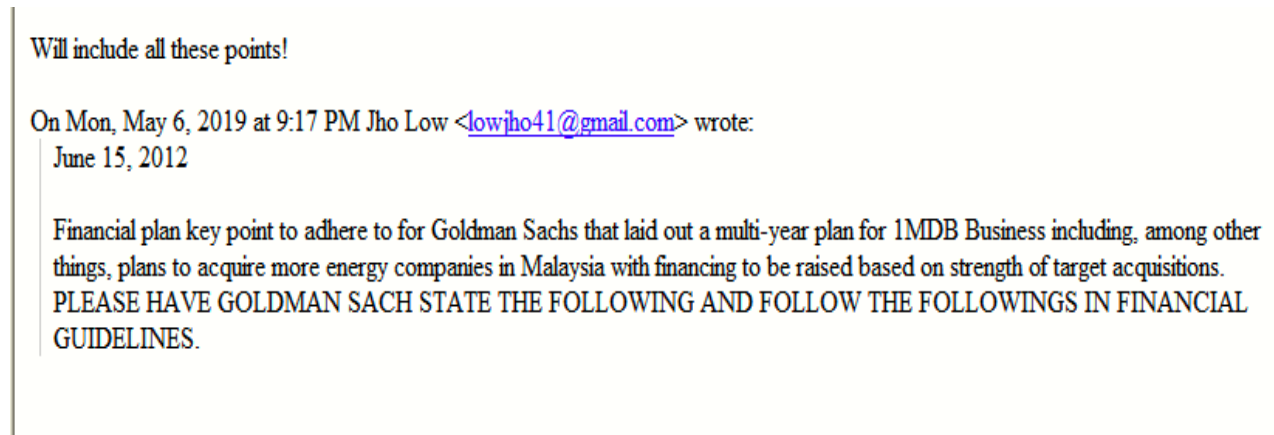 Will include all these points!
On Mon, May 6, 2019 at 9:17 PM Jho Low <lowjho41@gmail.com> wrote:
June 15, 2012
Financial plan key point to adhere to for Goldman Sachs that laid out a multi-year plan for 1MDB Business including, among other
things, plans to acquire more energy companies in Malaysia with financing to be raised based on strength of target acquisitions.
PLEASE HAVE GOLDMAN SACH STATE THE FOLLOWING AND FOLLOW THE FOLLOWINGS IN FINANCIAL
GUIDELINES.